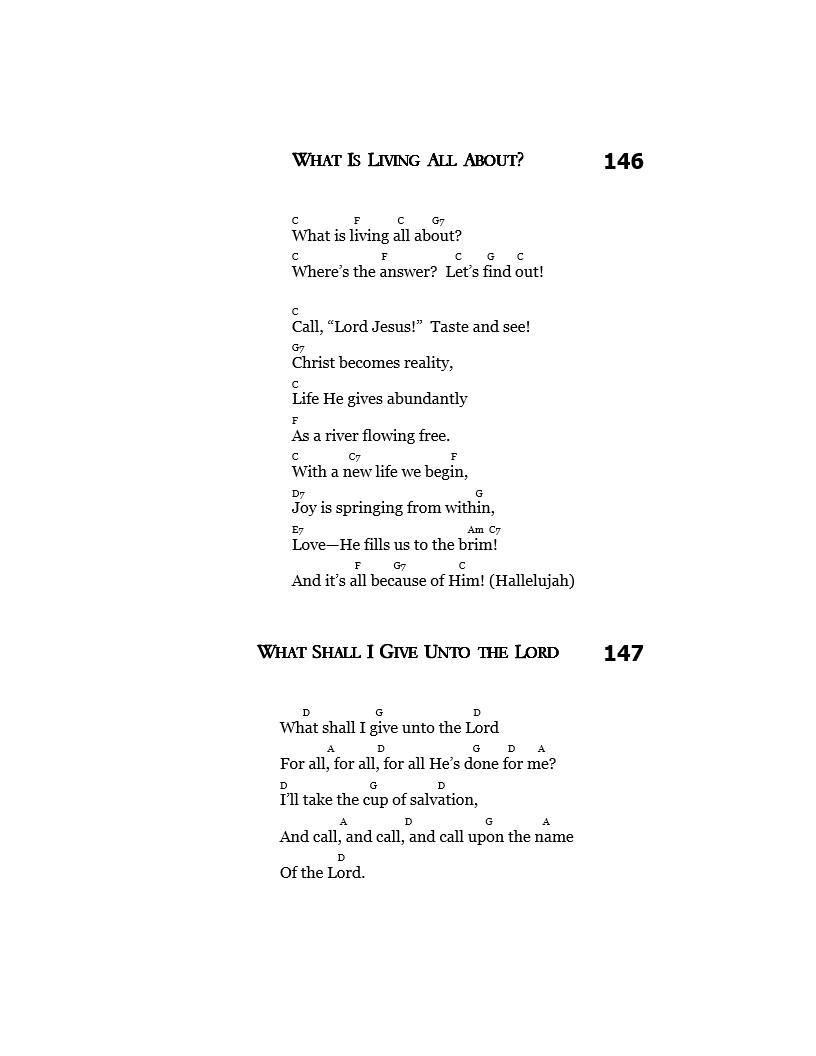 WHAT IS LIVING ALL ABOUT? 146
C F C G7
What is living all about?
C F C G C
Where's the answer?  Let's find out!
C
Call, “Lord Jesus!”  Taste and see!
G7
Christ becomes reality,
C
Life He gives abundantly
F
As a river flowing free.
C C7 F
With a new life we begin,
D7 G
Joy is springing from within,
E7 Am C7
Love—He fills us to the brim!
F G7 C
And it's all because of Him! (Hallelujah)
WHAT SHALL I GIVE UNTO THE LORD 147
D G D
What shall I give unto the Lord
A D G D A
For all, for all, for all He's done for me?
D G D
I'll take the cup of salvation,
A D G A
And call, and call, and call upon the name
D
Of the Lord.